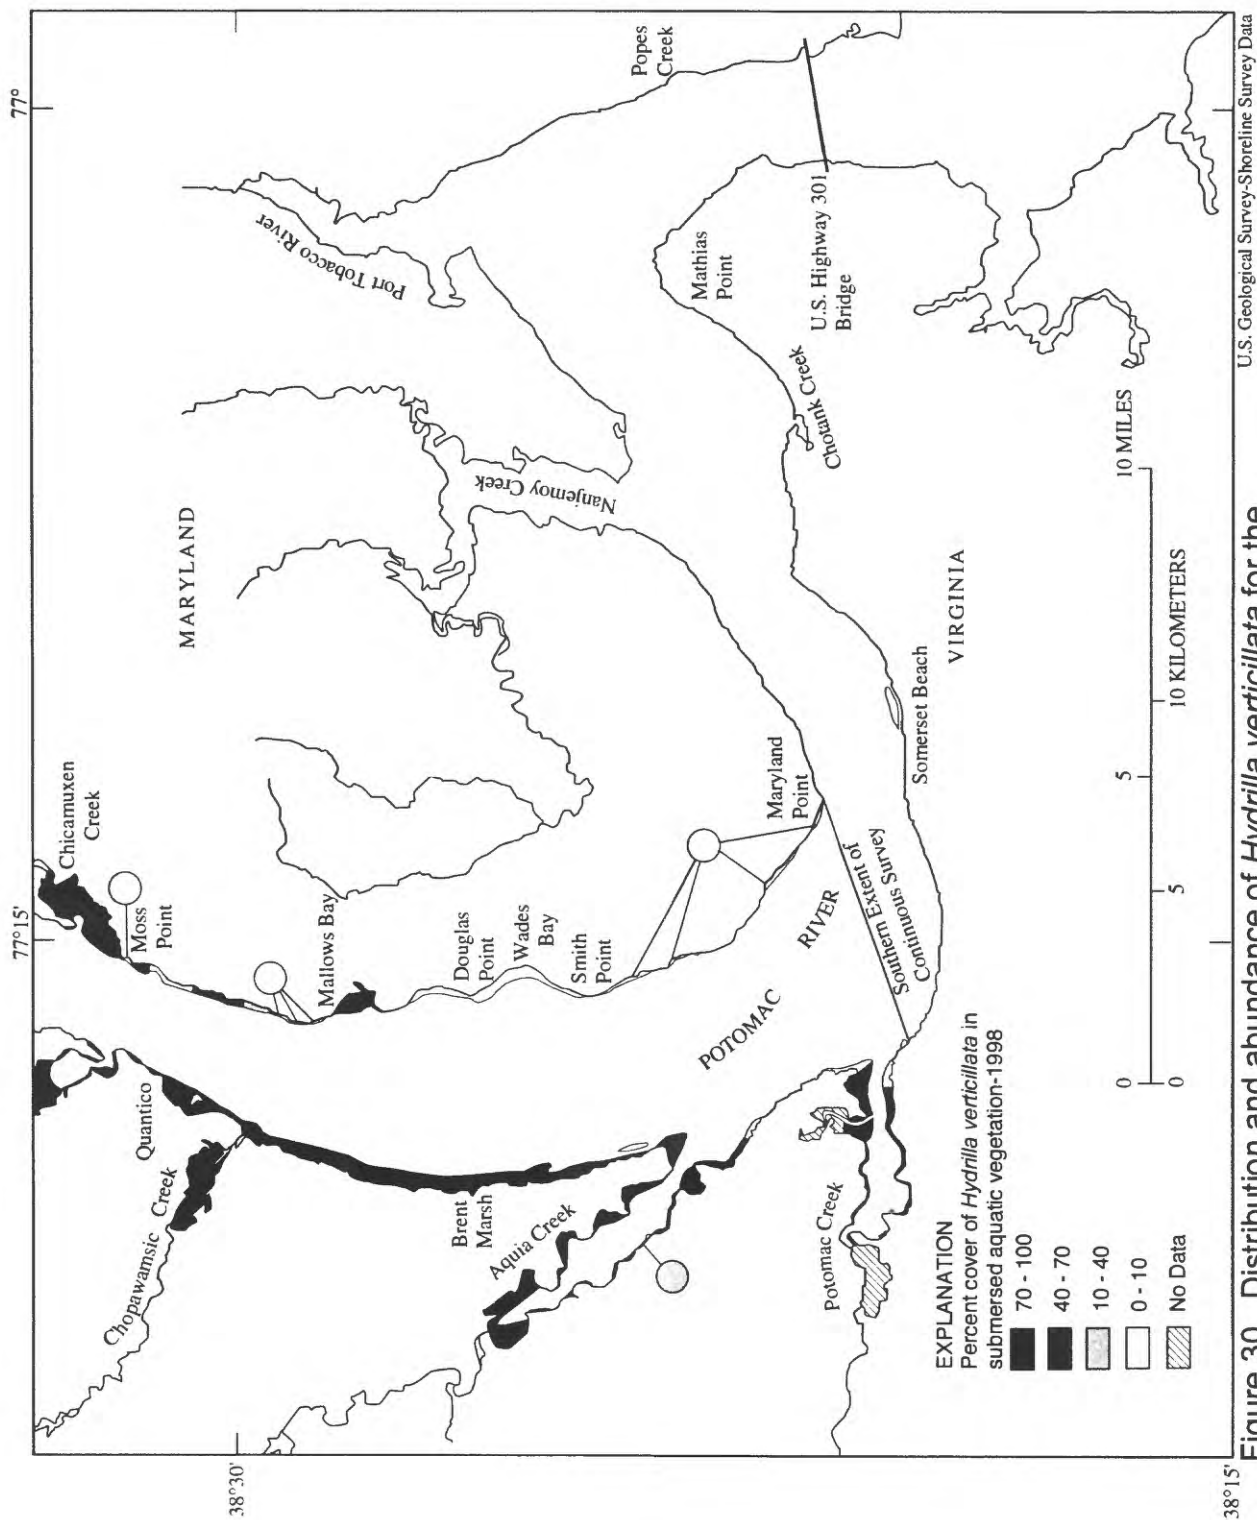 77°15'
77°
38°30'
38°15'
Chicamuxen
Creek
Moss
Point
MARYLAND
Port Tobacco River
Popes
Creek
Quantico
Chopawamsic Creek
Mallows Bay
Douglas
Point
Wades
Bay
Smith
Point
Nanjemoy Creek
Mathias
Point
U.S. Highway 301
Bridge
Brent
Marsh
Aquia Creek
POTOMAC
RIVER
Maryland
Point
Chotank Creek
Southern Extent of
Continuous Survey
Somerset Beach
VIRGINIA
Potomac Creek
EXPLANATION
Percent cover of Hydrilla verticillata in
submersed aquatic vegetation-1998
70 - 100
40 - 70
10 - 40
0 - 10
No Data
0 5 10 MILES
0 5 10 KILOMETERS
U.S. Geological Survey-Shoreline Survey Data
Figure 30. Distribution and abundance of Hydrilla verticillata for the